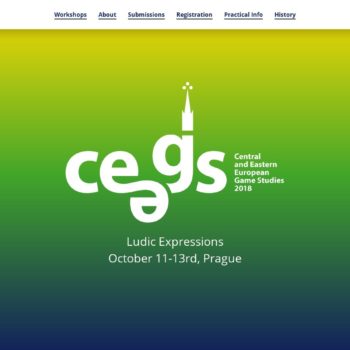 Workshops About Submissions Registration Practical Info History
ceegs
Central
and Eastern
European
Game Studies
2018
Ludic Expressions
October 11-13rd, Prague